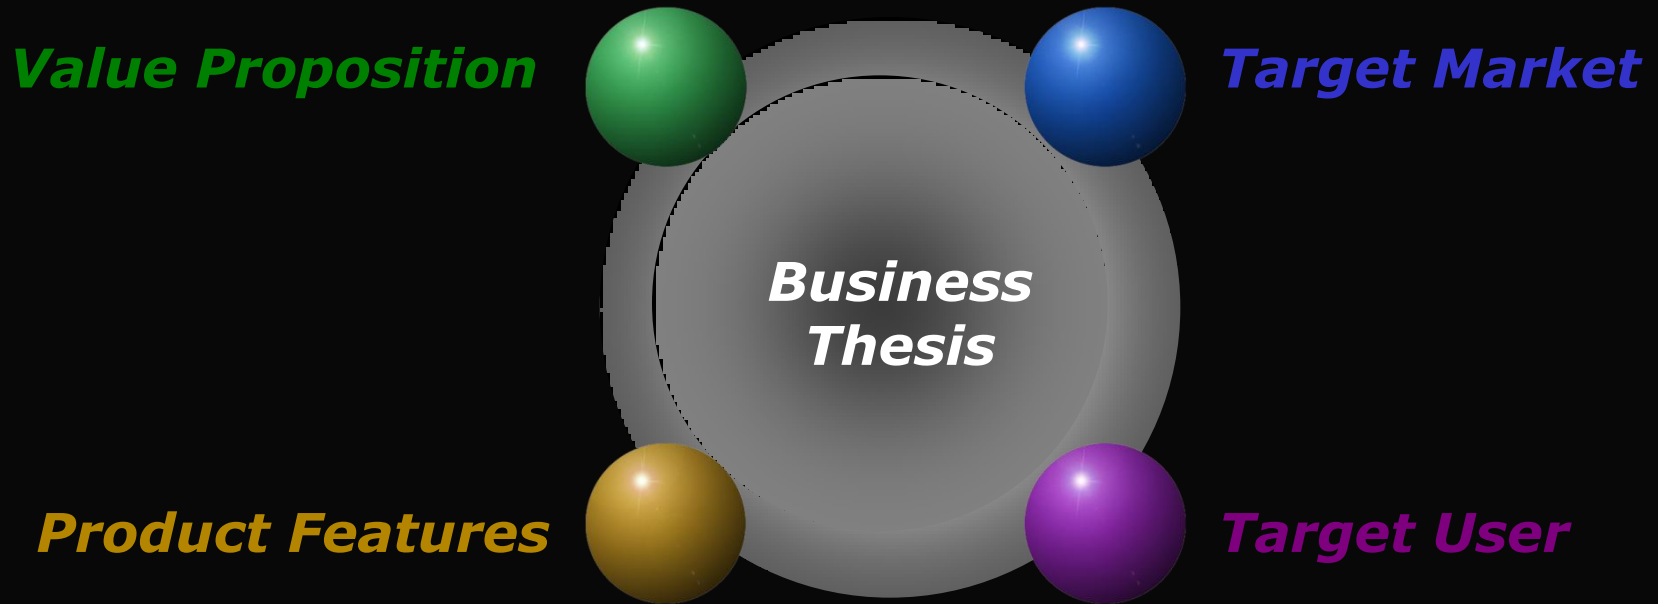 Value Proposition
Target Market
Business
Thesis
Product Features
Target User